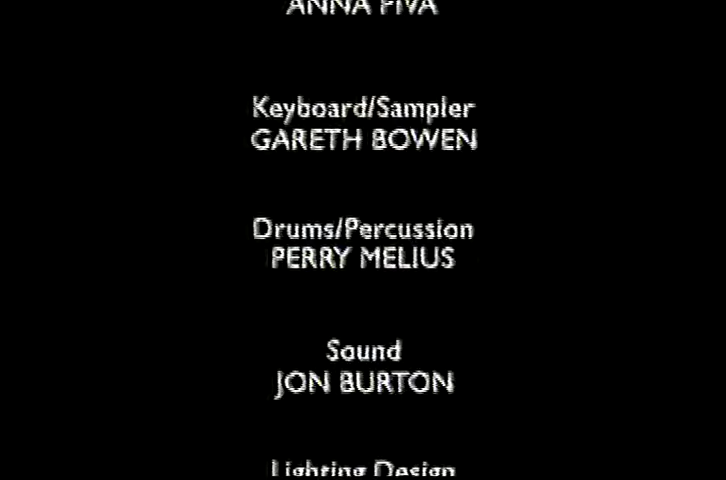 ANNA PIVA
Keyboard/Sampler
GARETH BOWEN
Drums/Percussion
PERRY MELIUS
Sound
JON BURTON
Lighting Design